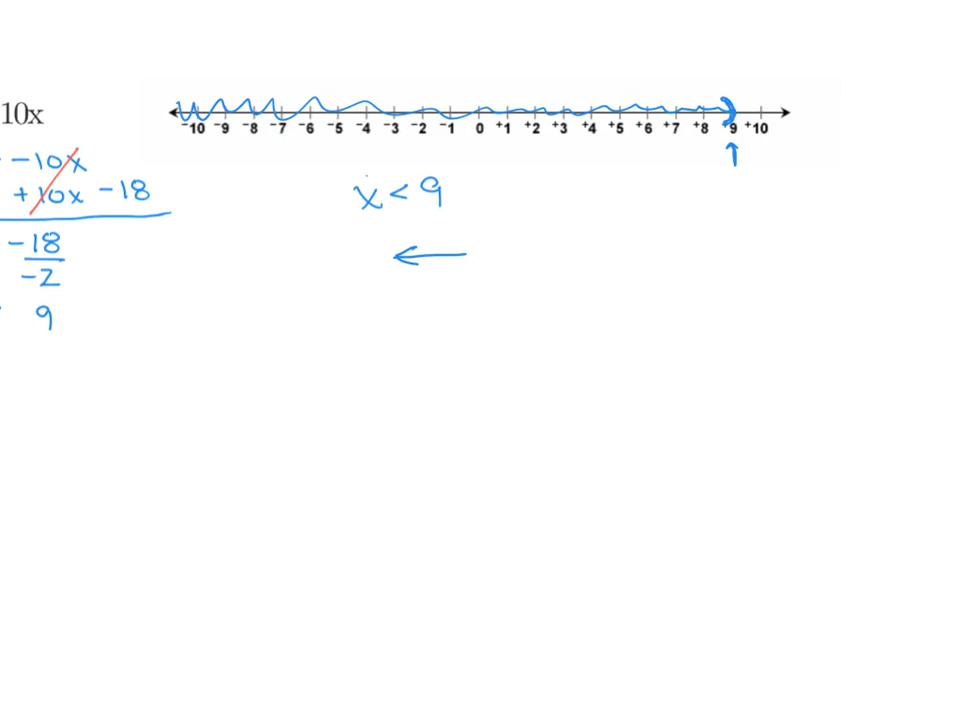 10x
-10 -9 -8 -7 -6 -5 -4 -3 -2 -1 0 +1 +2 +3 +4 +5 +6 +7 +8 +9 +10
-10x
+10x -18
x < 9
-18
-2
9